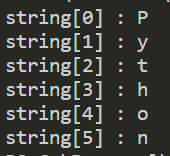 string[0] : P
string[1] : y
string[2] : t
string[3] : h
string[4] : o
string[5] : n